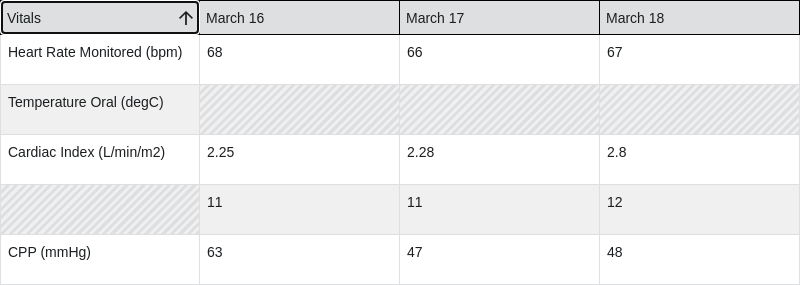 Vitals March 16 March 17 March 18
Heart Rate Monitored (bpm) 68 66 67
Temperature Oral (degC)
Cardiac Index (L/min/m2) 2.25 2.28 2.8
11 11 12
CPP (mmHg) 63 47 48